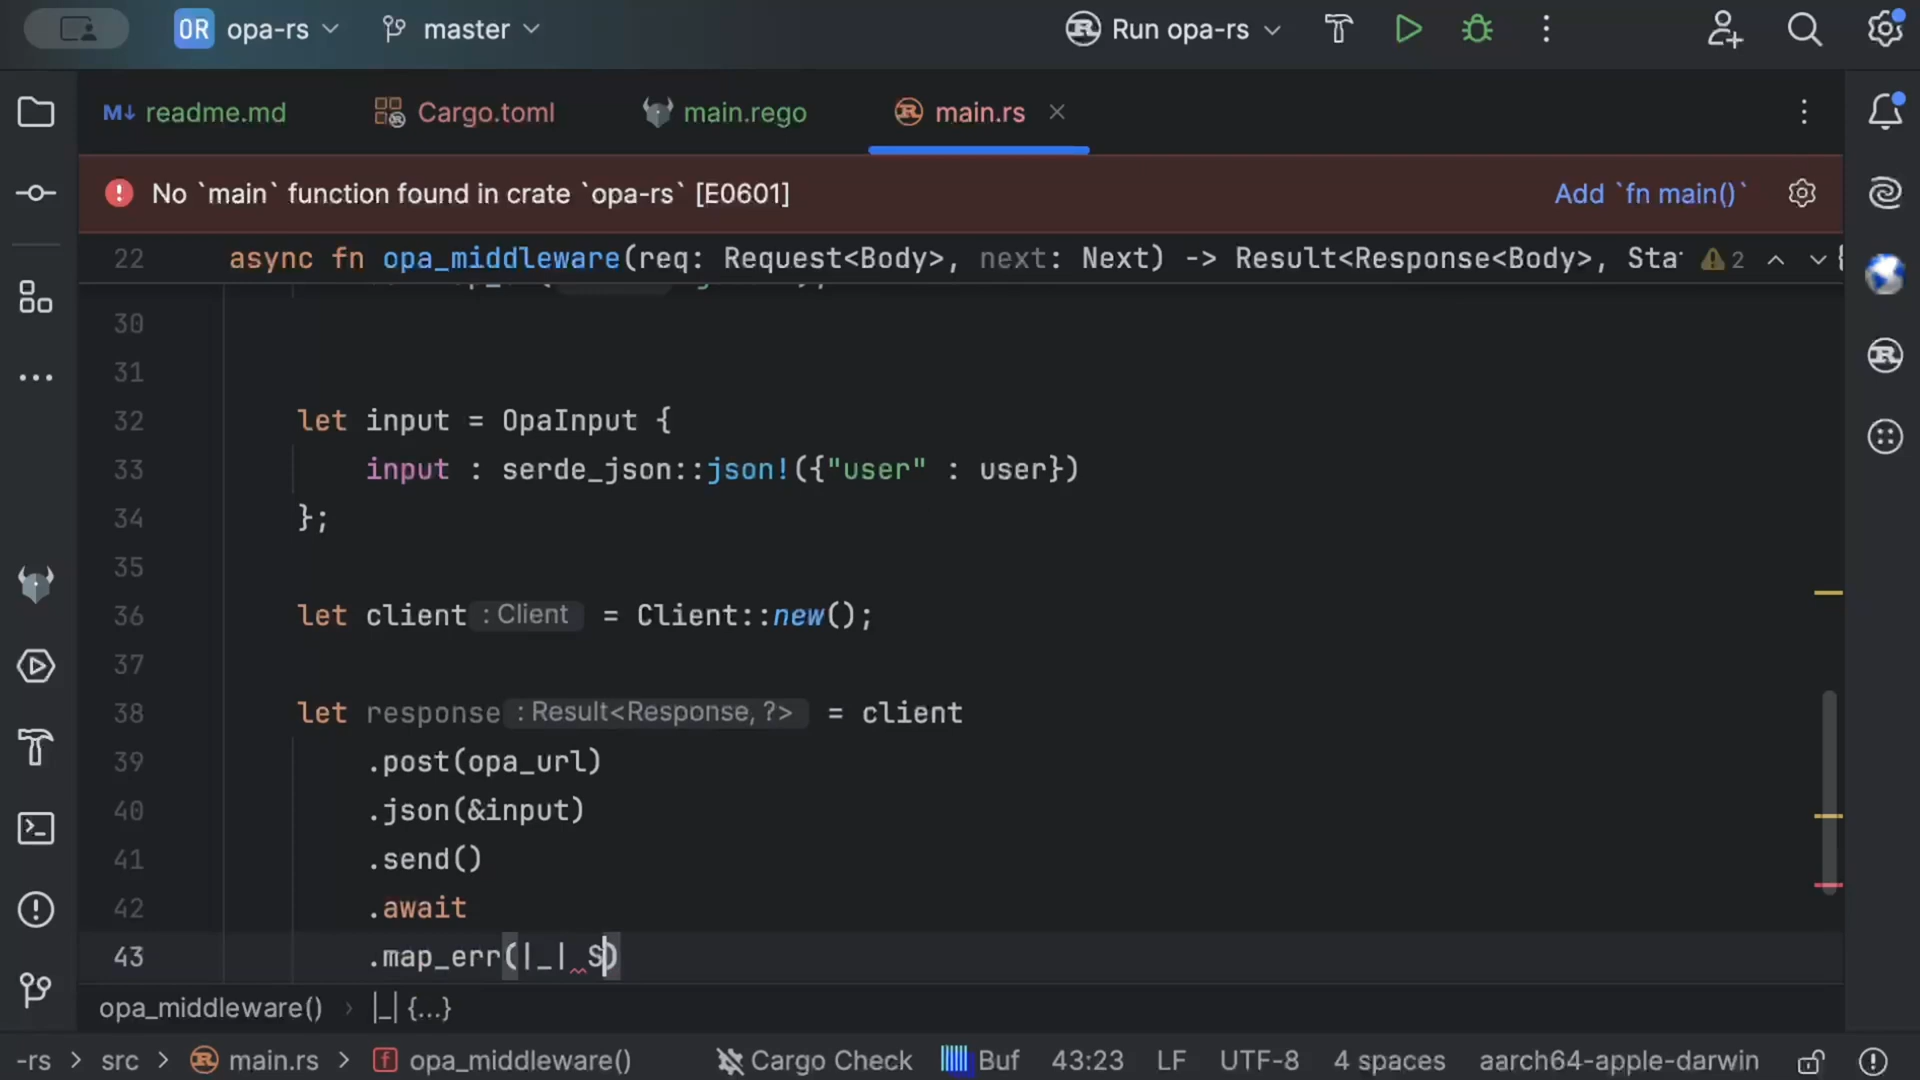 OR opa-rs master Run opa-rs
M↓ readme.md Cargo.toml main.rego main.rs
No `main` function found in crate `opa-rs` [E0601] Add `fn main()`
22 async fn opa_middleware(req: Request<Body>, next: Next) -> Result<Response<Body>, Sta 2 {
30
31
32 let input = OpaInput {
33 input : serde_json::json!({"user" : user})
34 };
35
36 let client : Client = Client::new();
37
38 let response : Result<Response, ?> = client
39 .post(opa_url)
40 .json(&input)
41 .send()
42 .await
43 .map_err(|_| S)
opa_middleware() › |_| {...}
-rs > src > main.rs > opa_middleware() Cargo Check Buf 43:23 LF UTF-8 4 spaces aarch64-apple-darwin